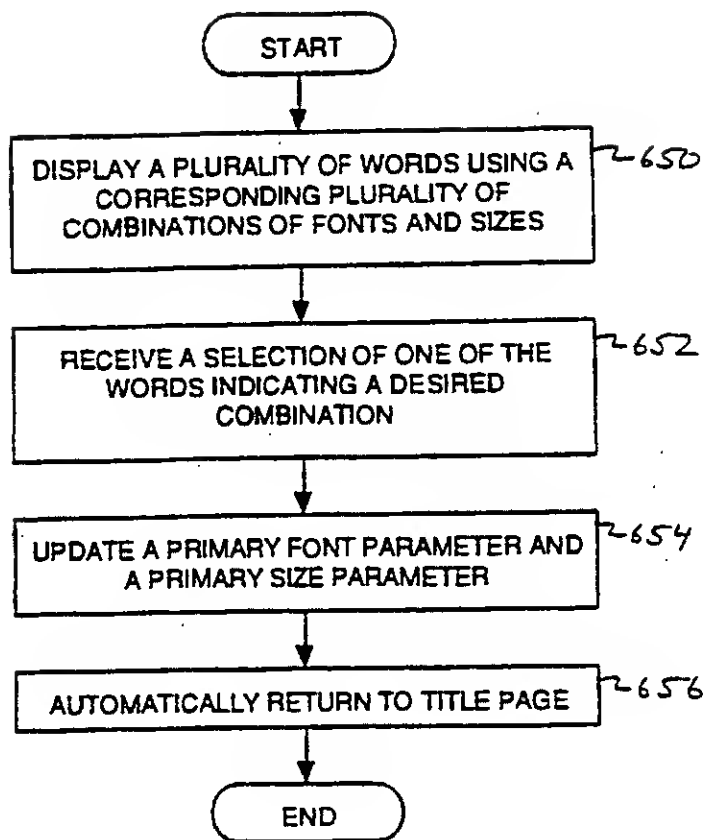 START
DISPLAY A PLURALITY OF WORDS USING A
CORRESPONDING PLURALITY OF
COMBINATIONS OF FONTS AND SIZES
650
RECEIVE A SELECTION OF ONE OF THE
WORDS INDICATING A DESIRED
COMBINATION
652
UPDATE A PRIMARY FONT PARAMETER AND
A PRIMARY SIZE PARAMETER
654
AUTOMATICALLY RETURN TO TITLE PAGE
656
END